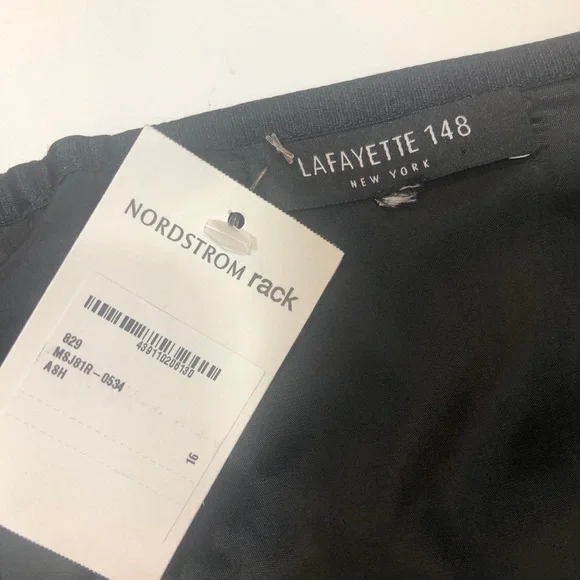 LAFAYETTE 148
NEW YORK
NORDSTROM rack
439110206130
829
MSJ81R-0534
ASH
16